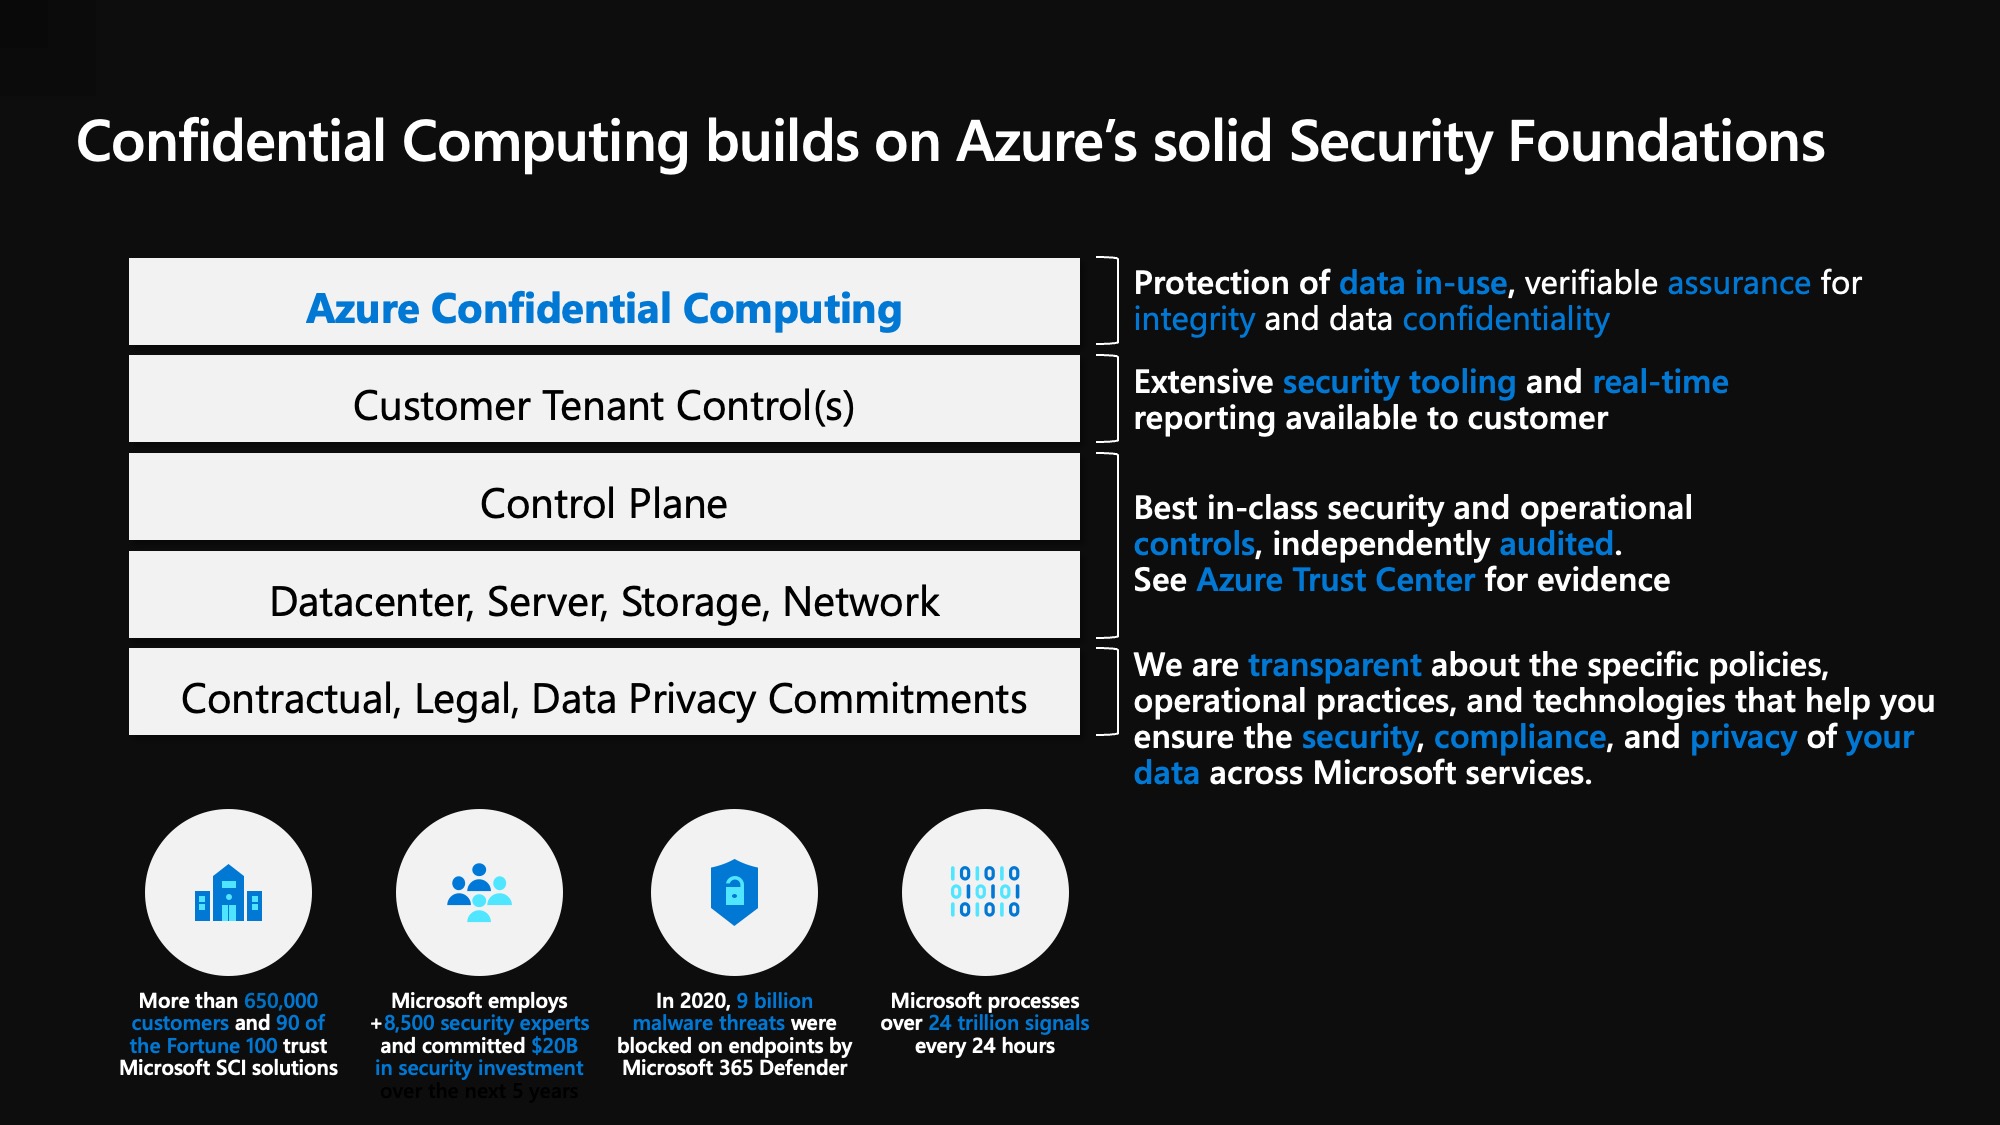 Confidential Computing builds on Azure’s solid Security Foundations
Azure Confidential Computing
Protection of data in-use, verifiable assurance for
integrity and data confidentiality
Customer Tenant Control(s)
Extensive security tooling and real-time
reporting available to customer
Control Plane
Datacenter, Server, Storage, Network
Best in-class security and operational
controls, independently audited.
See Azure Trust Center for evidence
Contractual, Legal, Data Privacy Commitments
We are transparent about the specific policies,
operational practices, and technologies that help you
ensure the security, compliance, and privacy of your
data across Microsoft services.
More than 650,000
customers and 90 of
the Fortune 100 trust
Microsoft SCI solutions
Microsoft employs
+8,500 security experts
and committed $20B
in security investment
over the next 5 years
In 2020, 9 billion
malware threats were
blocked on endpoints by
Microsoft 365 Defender
01010
010101
10
Microsoft processes
over 24 trillion signals
every 24 hours